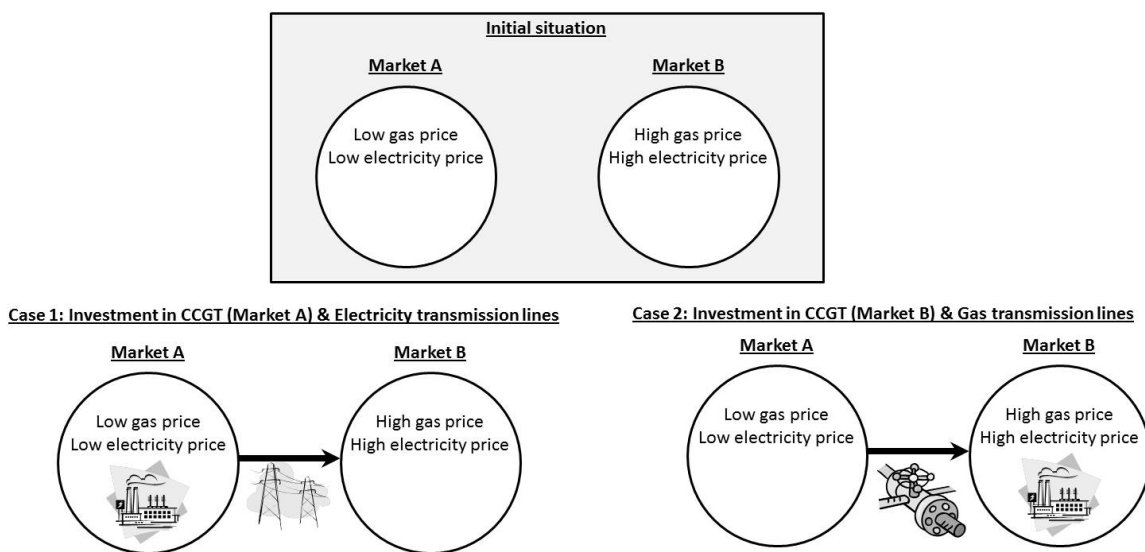 Initial situation
Market A
Market B
Low gas price
Low electricity price
High gas price
High electricity price
Case 1: Investment in CCGT (Market A) & Electricity transmission lines
Market A
Market B
Low gas price
Low electricity price
High gas price
High electricity price
Case 2: Investment in CCGT (Market B) & Gas transmission lines
Market A
Market B
Low gas price
Low electricity price
High gas price
High electricity price